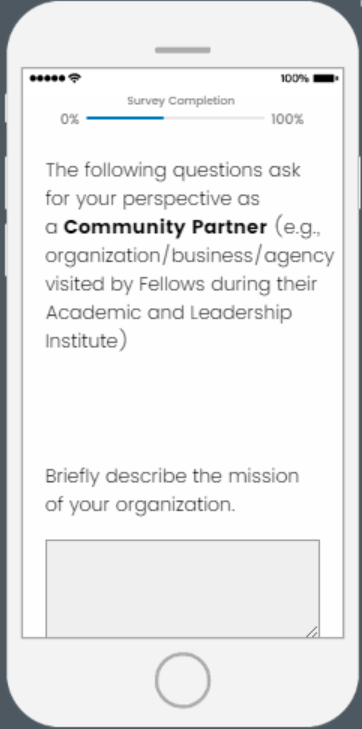 100%
Survey Completion
0% 100%
The following questions ask
for your perspective as
a Community Partner (e.g.,
organization/business/agency
visited by Fellows during their
Academic and Leadership
Institute)
Briefly describe the mission
of your organization.